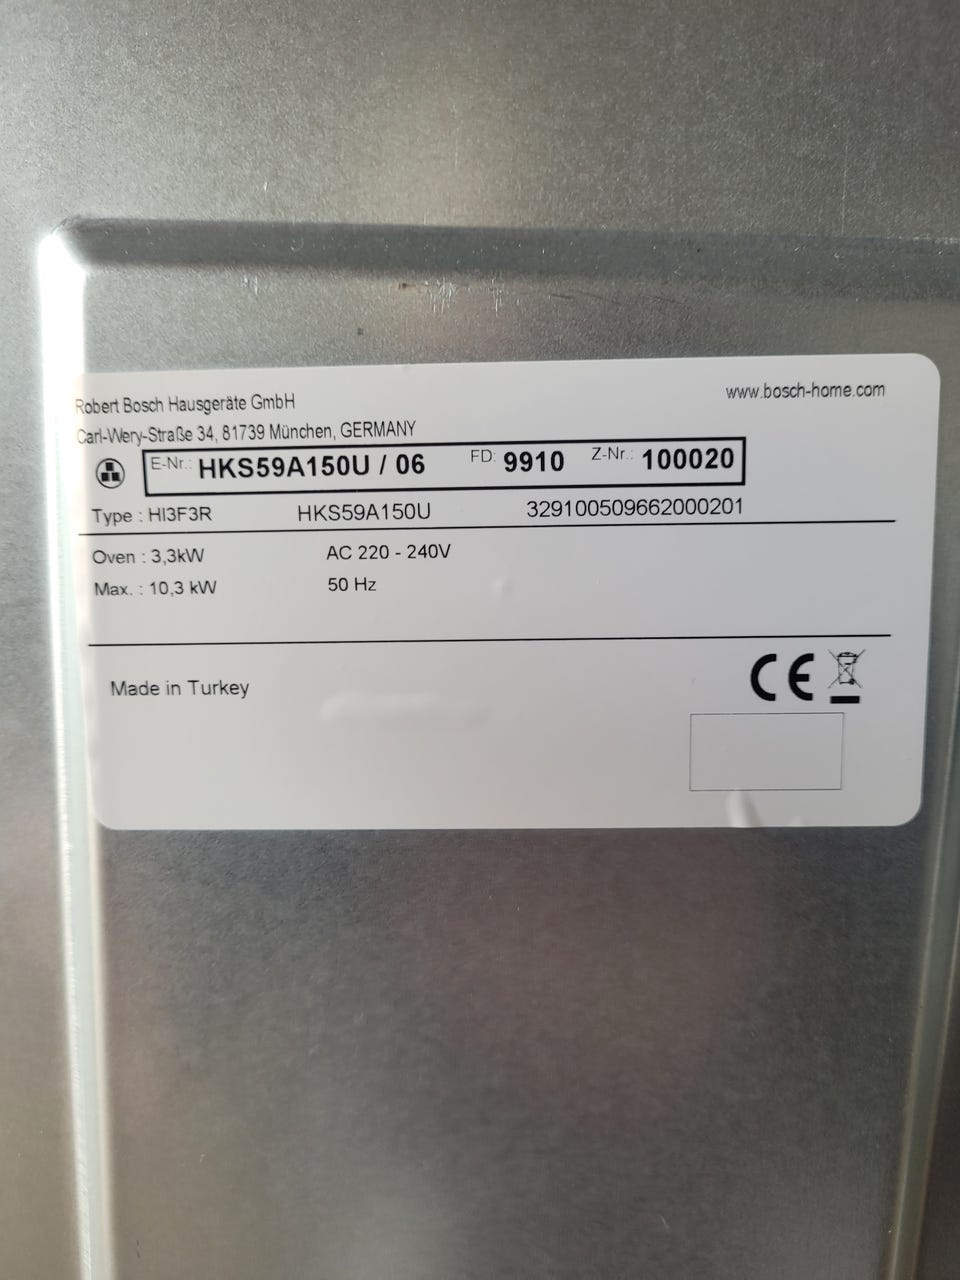 Robert Bosch Hausgeräte GmbH
www.bosch-home.com
Carl-Wery-Straße 34, 81739 München, GERMANY
E-Nr.: HKS59A150U / 06 FD: 9910 Z-Nr.: 100020
Type : HI3F3R HKS59A150U 329100509662000201
Oven : 3,3kW AC 220 - 240V
Max. : 10,3 kW 50 Hz
Made in Turkey
CE